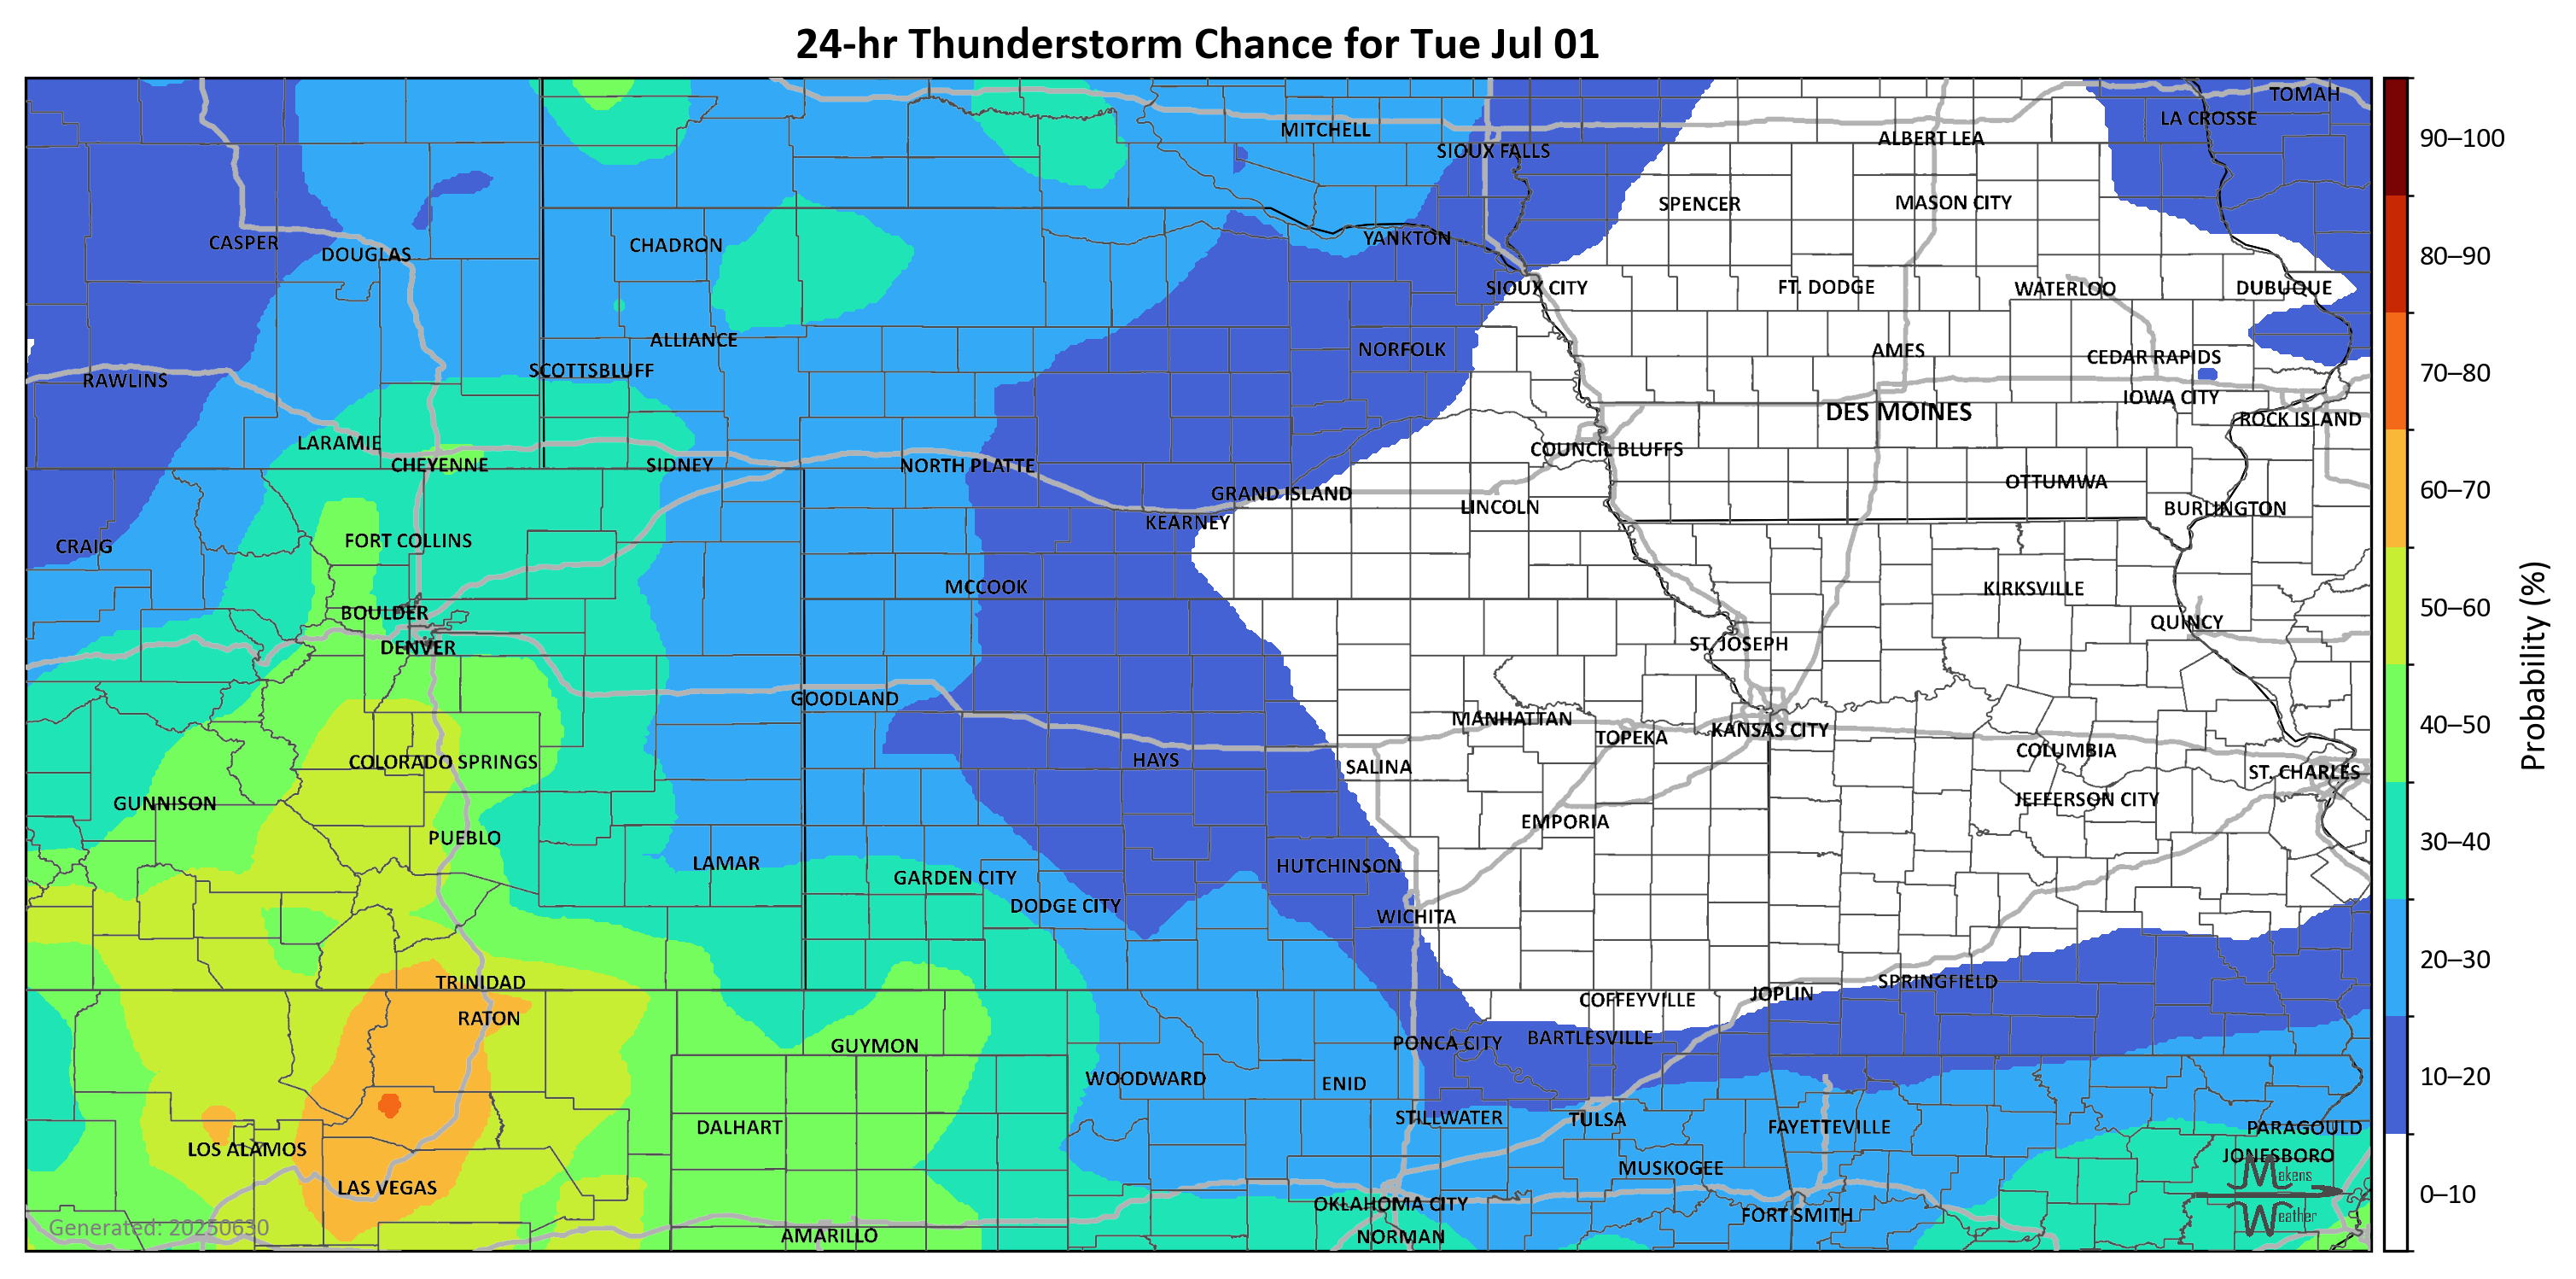 24-hr Thunderstorm Chance for Tue Jul 01
TOMAH
LA CROSSE
MITCHELL
ALBERT LEA
SIOUX FALLS
SPENCER
MASON CITY
CASPER
DOUGLAS
CHADRON
YANKTON
SIOUX CITY
FT. DODGE
WATERLOO
DUBUQUE
ALLIANCE
NORFOLK
AMES
CEDAR RAPIDS
RAWLINS
SCOTTSBLUFF
IOWA CITY
DES MOINES
ROCK ISLAND
LARAMIE
COUNCIL BLUFFS
CHEYENNE
SIDNEY
NORTH PLATTE
OTTUMWA
GRAND ISLAND
LINCOLN
BURLINGTON
KEARNEY
CRAIG
FORT COLLINS
MCCOOK
KIRKSVILLE
BOULDER
QUINCY
DENVER
ST. JOSEPH
GOODLAND
MANHATTAN
TOPEKA
KANSAS CITY
COLUMBIA
COLORADO SPRINGS
HAYS
SALINA
ST. CHARLES
GUNNISON
JEFFERSON CITY
PUEBLO
EMPORIA
LAMAR
HUTCHINSON
GARDEN CITY
DODGE CITY
WICHITA
TRINIDAD
SPRINGFIELD
COFFEYVILLE
JOPLIN
RATON
GUYMON
PONCA CITY
BARTLESVILLE
WOODWARD
ENID
DALHART
STILLWATER
TULSA
FAYETTEVILLE
PARAGOULD
LOS ALAMOS
JONESBORO
MUSKOGEE
LAS VEGAS
OKLAHOMA CITY
FORT SMITH
AMARILLO
NORMAN
Generated: 20250630
Makens
Weather
90–100
80–90
70–80
60–70
50–60
40–50
30–40
20–30
10–20
0–10
Probability (%)